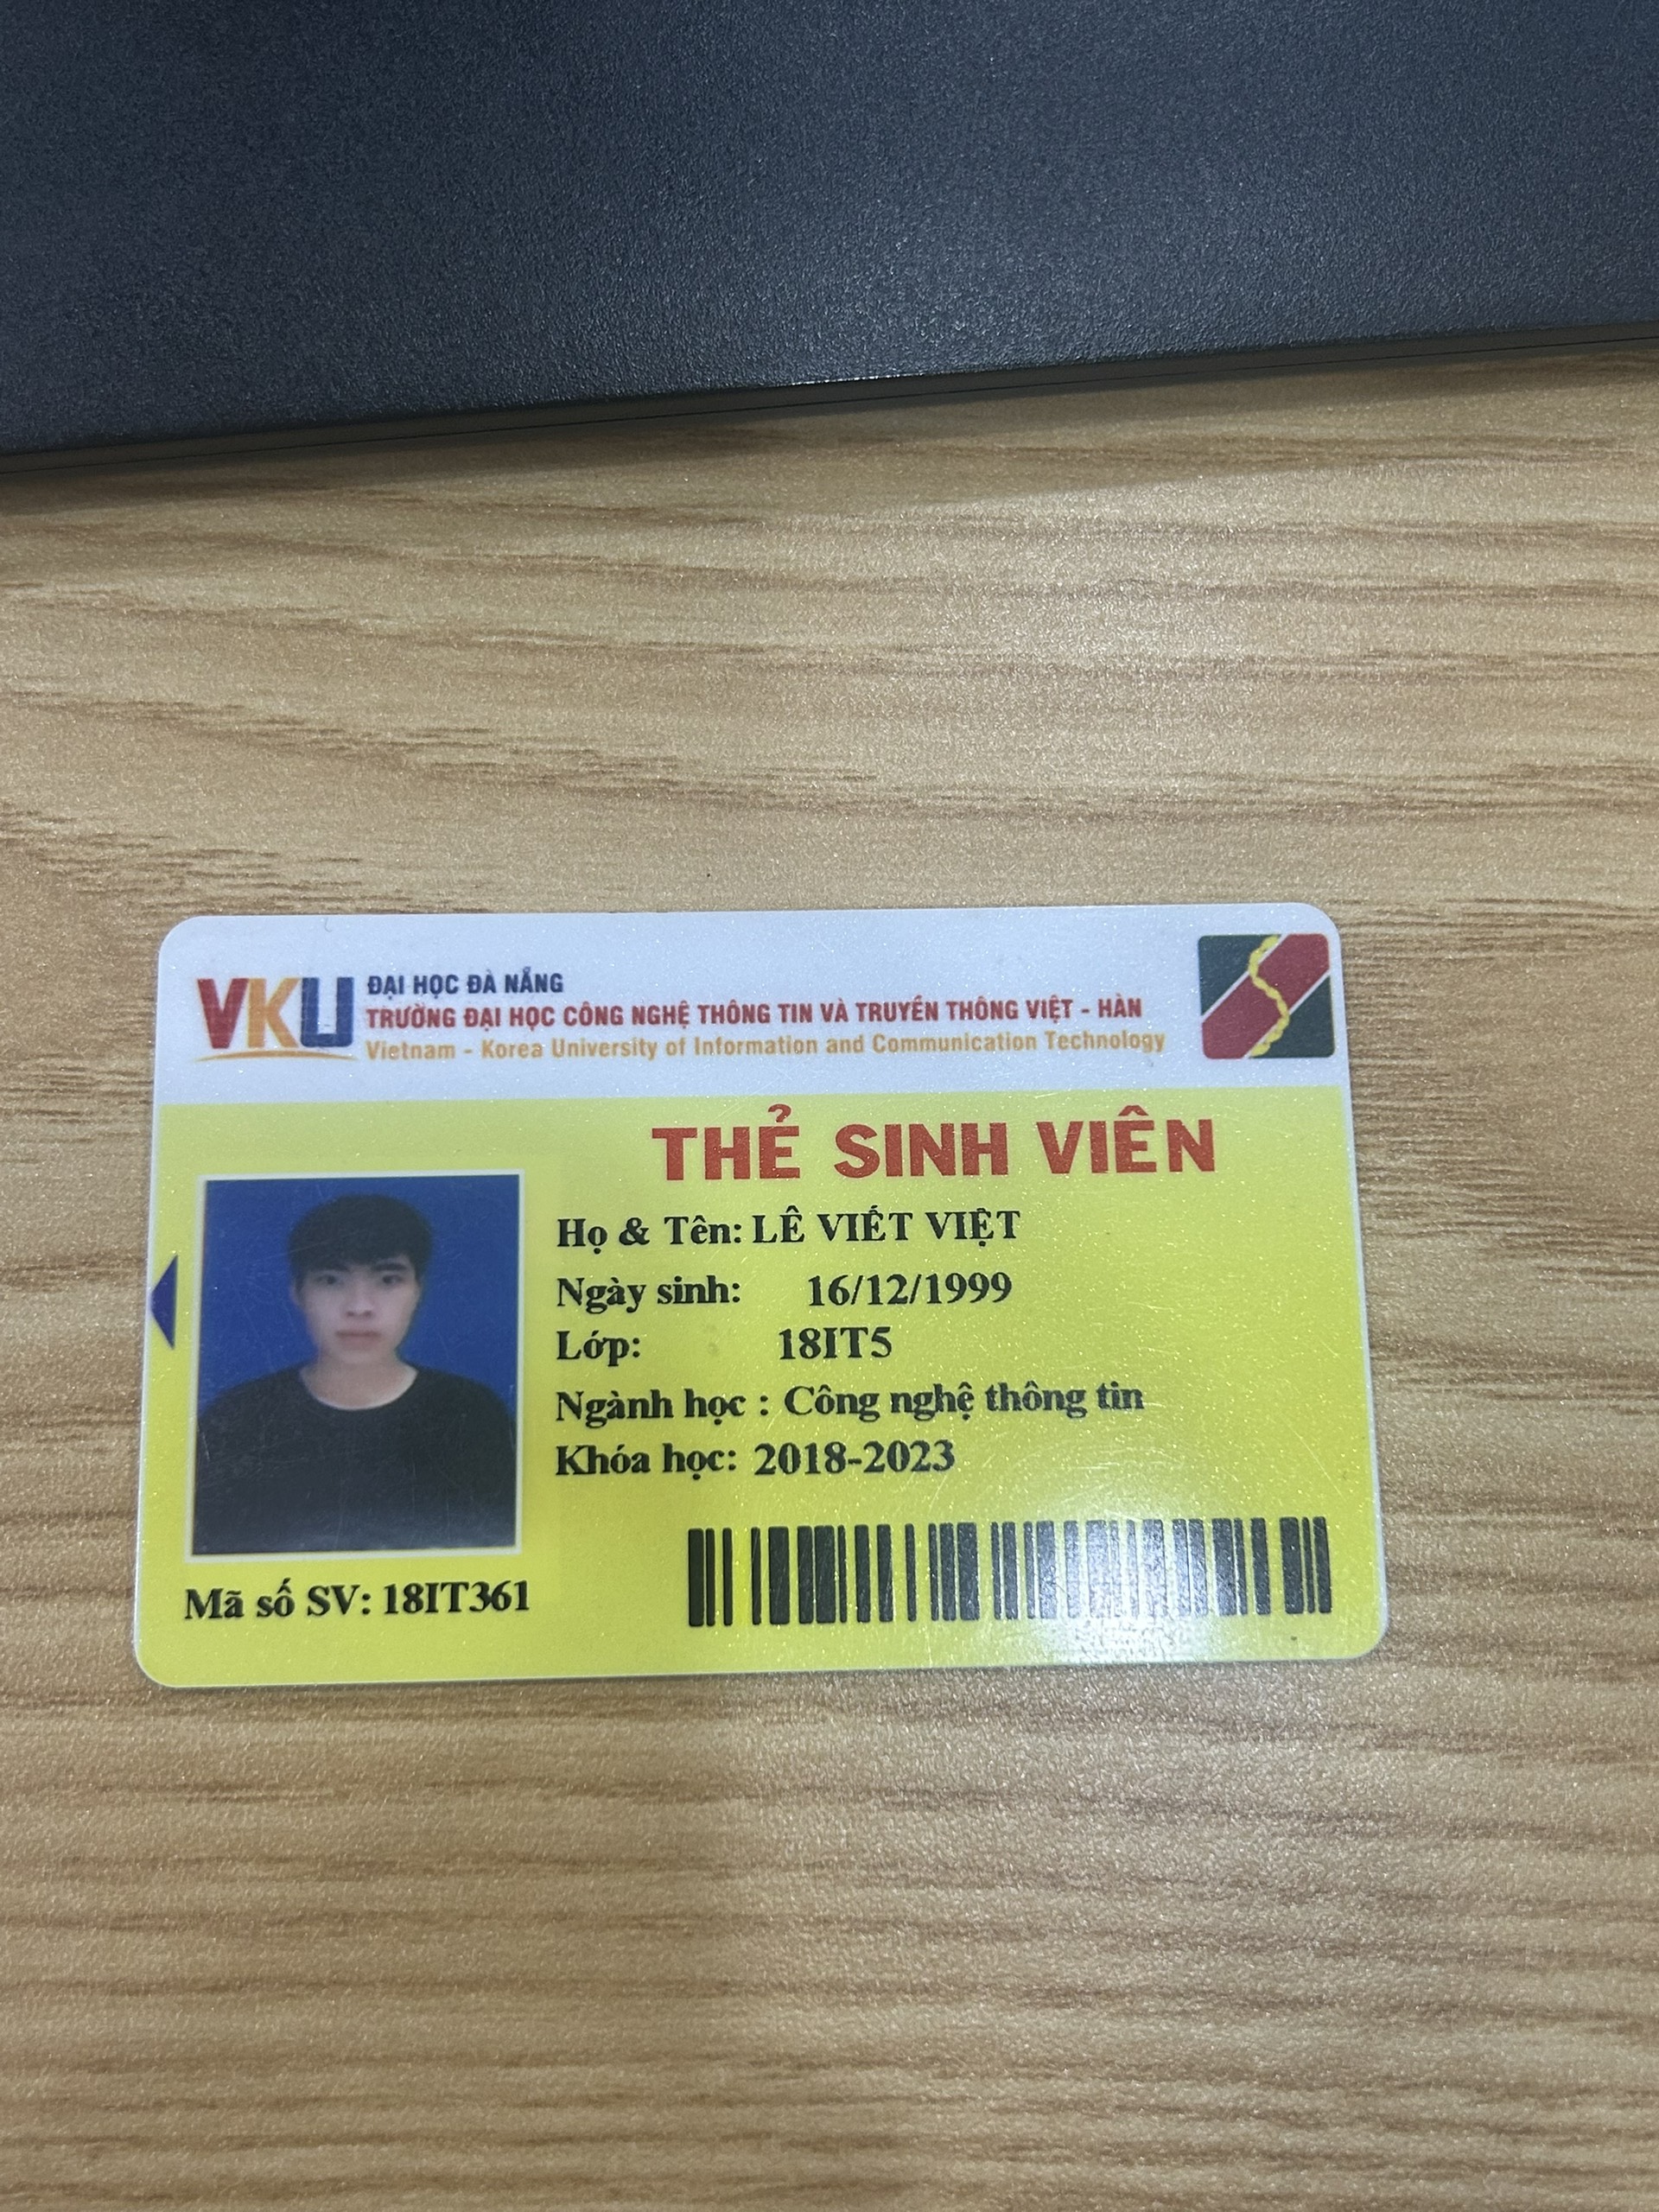 VKU
ĐẠI HỌC ĐÀ NẴNG
TRƯỜNG ĐẠI HỌC CÔNG NGHỆ THÔNG TIN VÀ TRUYỀN THÔNG VIỆT - HÀN
Vietnam - Korea University of Information and Communication Technology
THẺ SINH VIÊN
Họ & Tên: LÊ VIẾT VIỆT
Ngày sinh: 16/12/1999
Lớp: 18IT5
Ngành học : Công nghệ thông tin
Khóa học: 2018-2023
Mã số SV: 18IT361